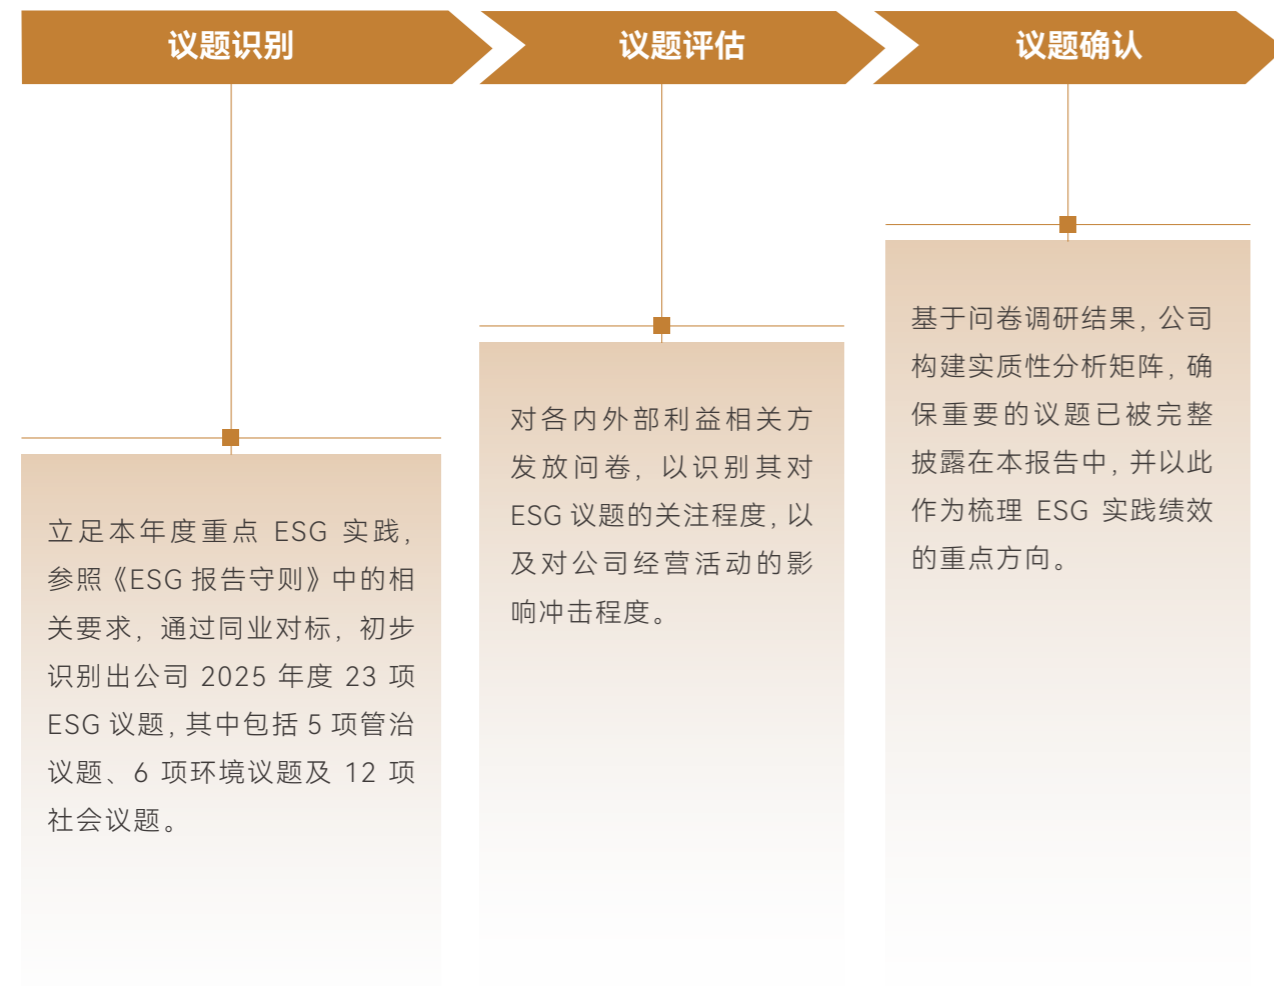 议题识别
议题评估
议题确认
立足本年度重点 ESG 实践,
参照《ESG 报告守则》中的相
关要求, 通过同业对标, 初步
识别出公司 2025 年度 23 项
ESG 议题, 其中包括 5 项管治
议题、6 项环境议题及 12 项
社会议题。
对各内外部利益相关方
发放问卷, 以识别其对
ESG 议题的关注程度, 以
及对公司经营活动的影
响冲击程度。
基于问卷调研结果, 公司
构建实质性分析矩阵, 确
保重要的议题已被完整
披露在本报告中, 并以此
作为梳理 ESG 实践绩效
的重点方向。